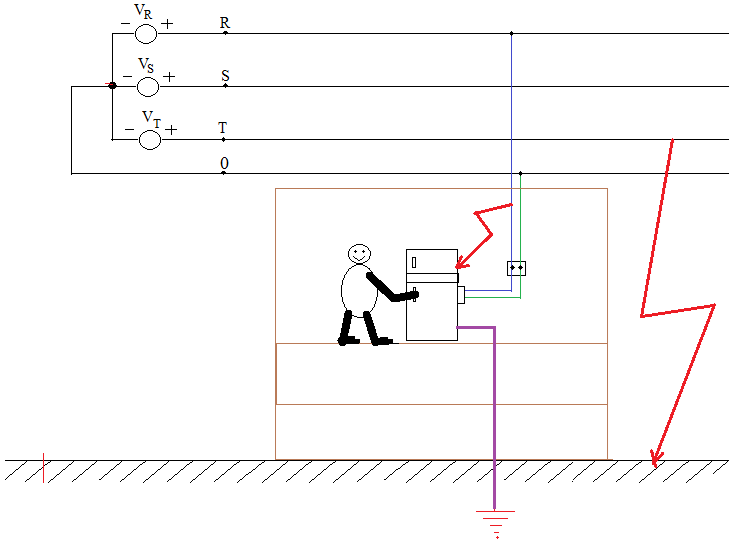 − V_R + R
− V_S + S
− V_T + T
0